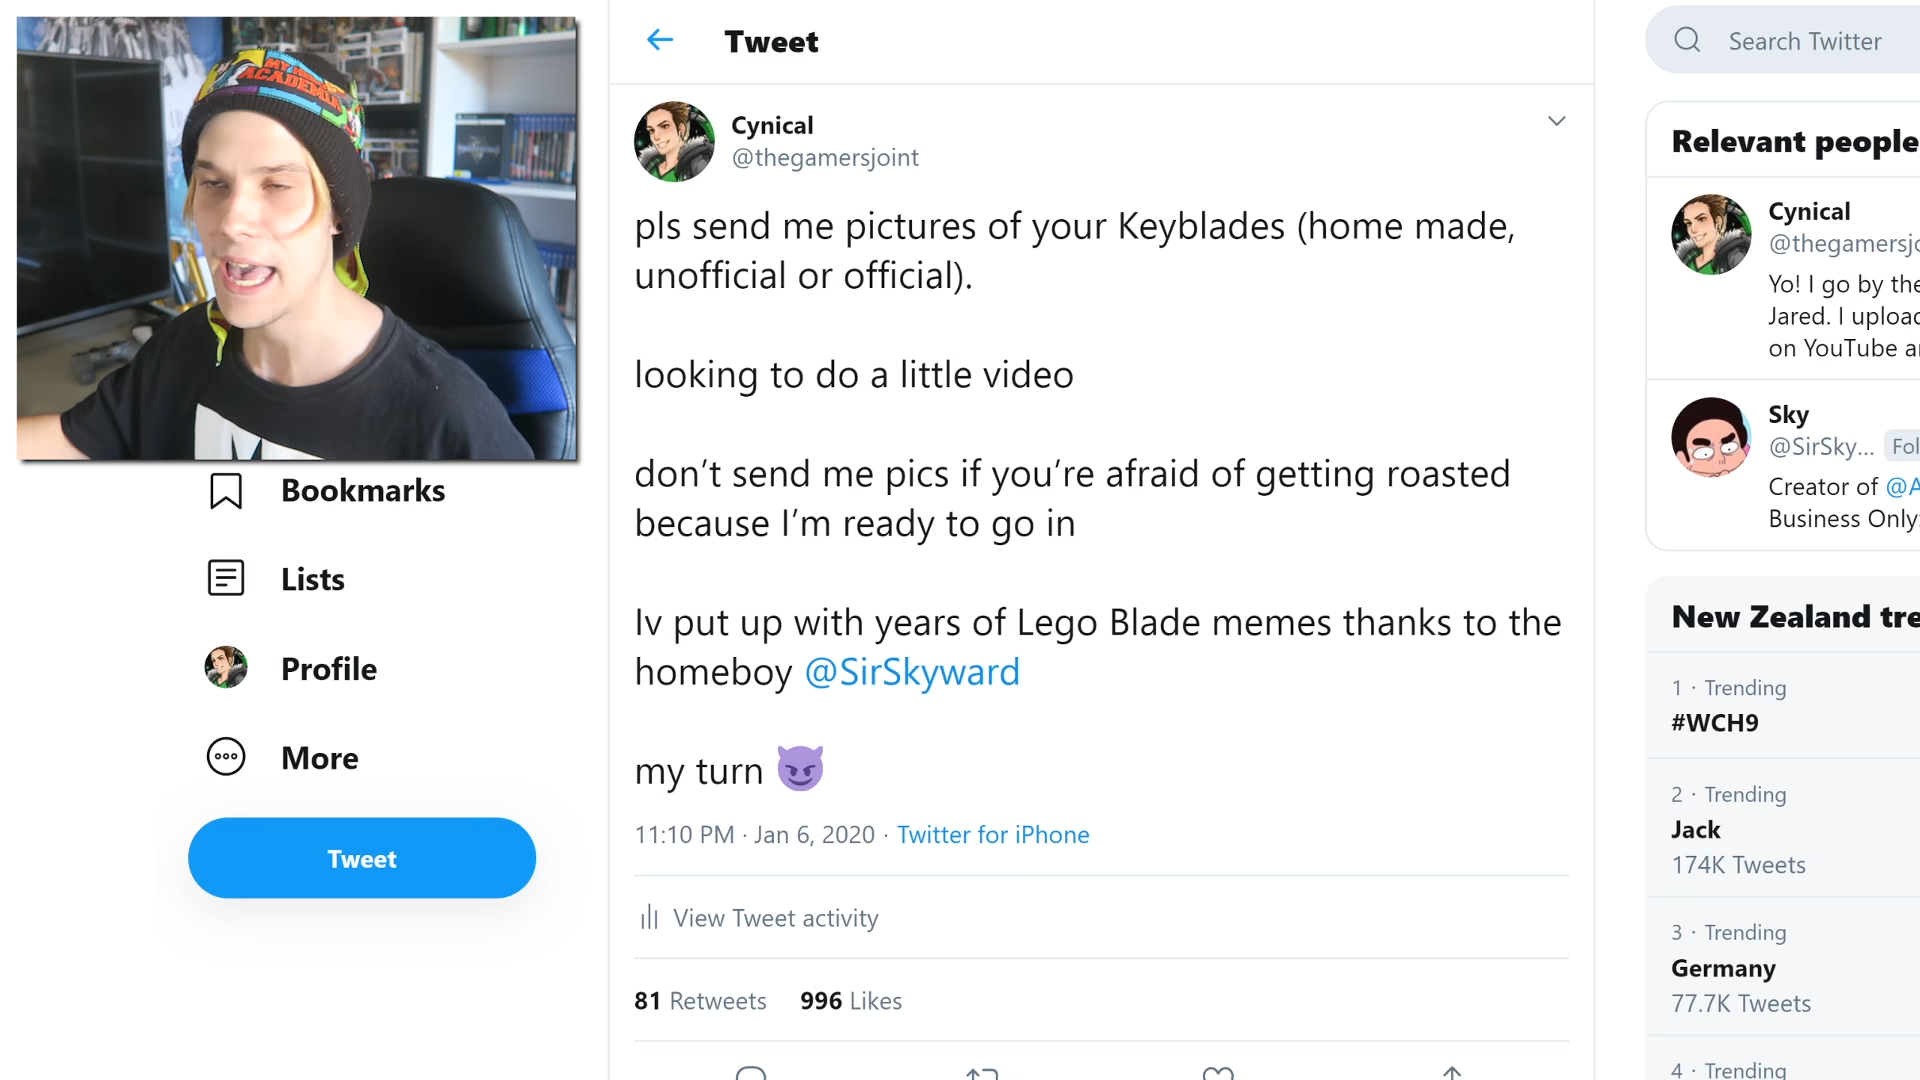 MY HERO
ACADEMIA
Bookmarks
Lists
Profile
More
Tweet
Tweet
Cynical
@thegamersjoint
pls send me pictures of your Keyblades (home made,
unofficial or official).
looking to do a little video
don’t send me pics if you’re afraid of getting roasted
because I’m ready to go in
Iv put up with years of Lego Blade memes thanks to the
homeboy @SirSkyward
my turn 😈
11:10 PM · Jan 6, 2020 · Twitter for iPhone
View Tweet activity
81 Retweets 996 Likes
Search Twitter
Relevant people
Cynical
@thegamersjo
Yo! I go by the
Jared. I upload
on YouTube a
Sky
@SirSky... Fol
Creator of @A
Business Only:
New Zealand tre
1 · Trending
#WCH9
2 · Trending
Jack
174K Tweets
3 · Trending
Germany
77.7K Tweets
4 · Trending